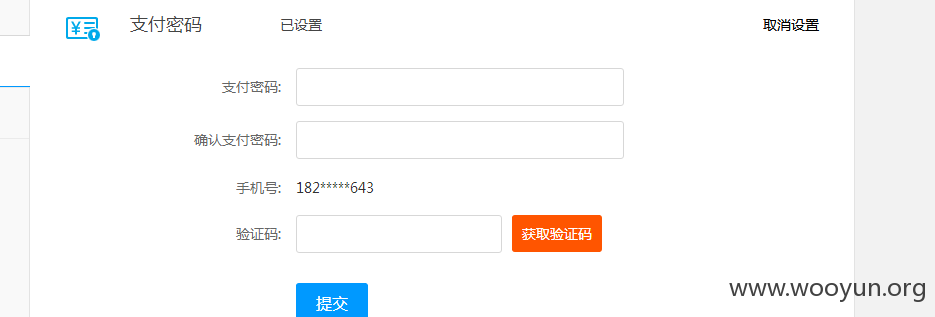 支付密码 已设置 取消设置
支付密码:
确认支付密码:
手机号: 182*****643
验证码: 获取验证码
提交
www.wooyun.org